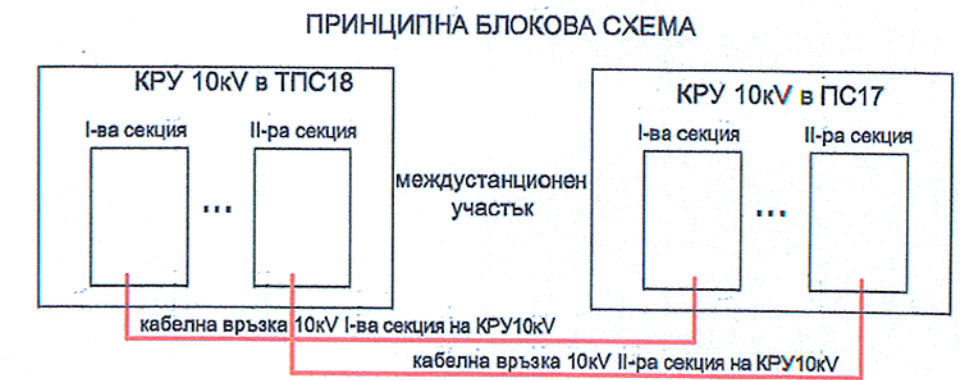 ПРИНЦИПНА БЛОКОВА СХЕМА
КРУ 10кV в ТПС18
I-ва секция
II-ра секция
...
междустанционен
участък
КРУ 10кV в ПС17
I-ва секция
II-ра секция
...
кабелна връзка 10кV I-ва секция на КРУ10кV
кабелна връзка 10кV II-ра секция на КРУ10кV